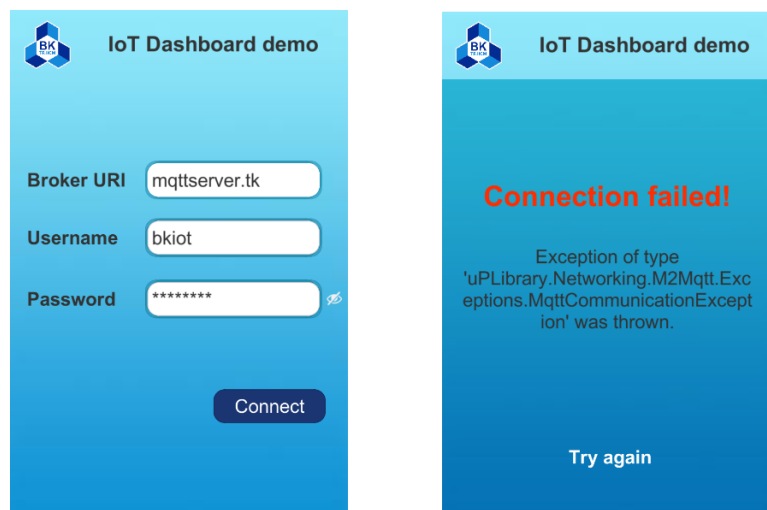 BK
TP.HCM
IoT Dashboard demo
Broker URI
mqttserver.tk
Username
bkiot
Password
********
Connect
BK
TP.HCM
IoT Dashboard demo
Connection failed!
Exception of type
'uPLibrary.Networking.M2Mqtt.Exc
eptions.MqttCommunicationExcept
ion' was thrown.
Try again